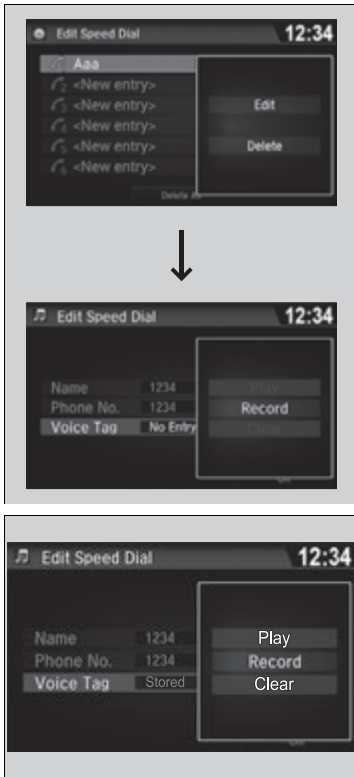 Edit Speed Dial 12:34
Aaa
<New entry>
<New entry>
<New entry>
<New entry>
<New entry>
Edit
Delete
Delete All
Edit Speed Dial 12:34
Name 1234
Phone No. 1234
Voice Tag No Entry
Play
Record
Clear
Edit Speed Dial 12:34
Name 1234
Phone No. 1234
Voice Tag Stored
Play
Record
Clear